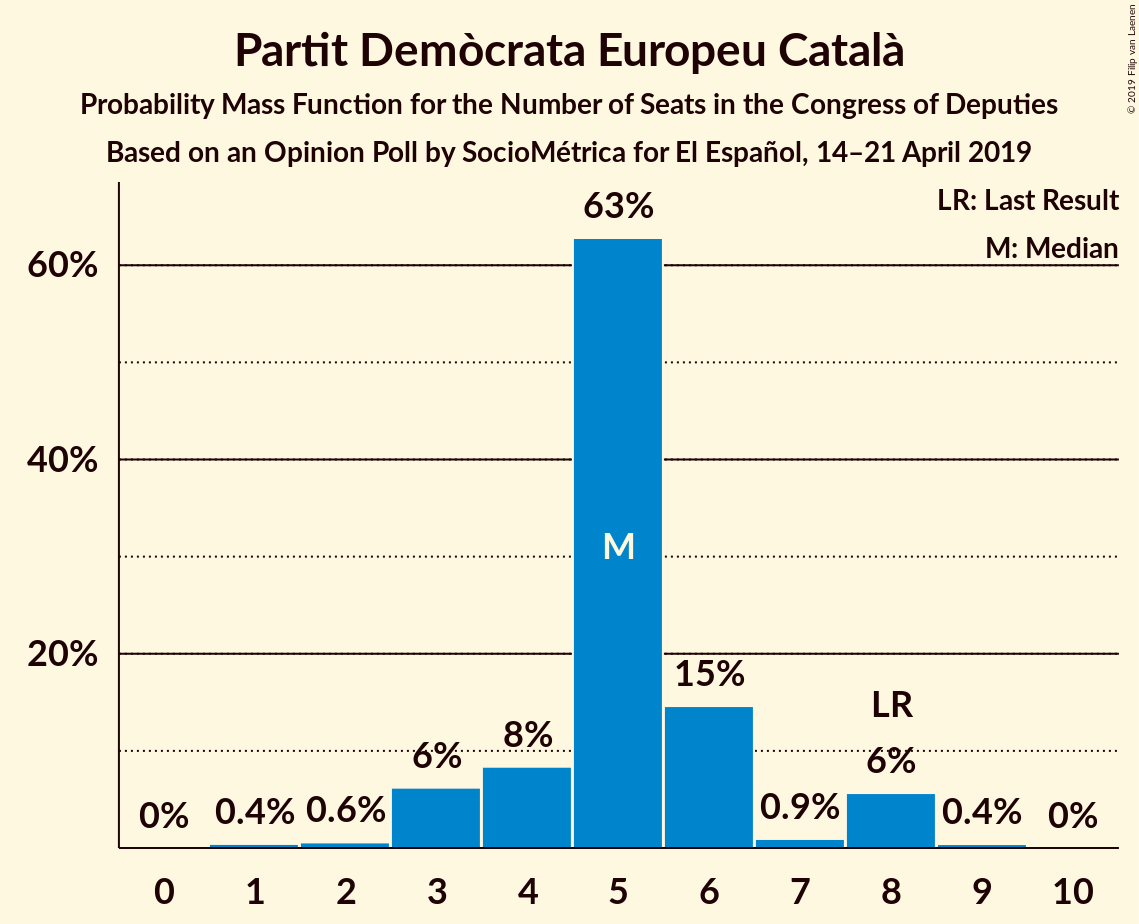 Partit Demòcrata Europeu Català
Probability Mass Function for the Number of Seats in the Congress of Deputies
Based on an Opinion Poll by SocioMétrica for El Español, 14–21 April 2019
© 2019 Filip van Laenen
LR: Last Result
M: Median
63%
60%
40%
M
20%
15%
LR
6% 8% 6%
0% 0.4% 0.6% 0.9% 0.4% 0%
0 1 2 3 4 5 6 7 8 9 10